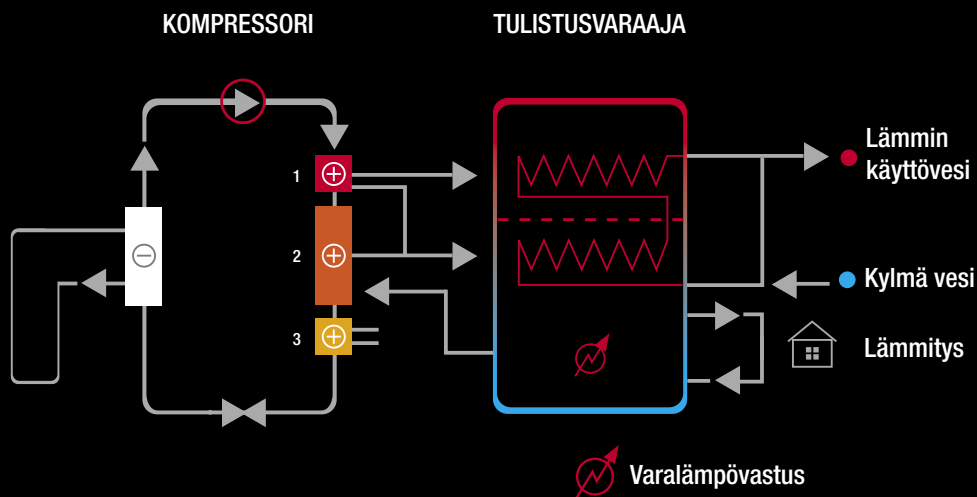 KOMPRESSORI
TULISTUSVARAAJA
1
2
3
Lämmin
käyttövesi
Kylmä vesi
Lämmitys
Varalämpövastus